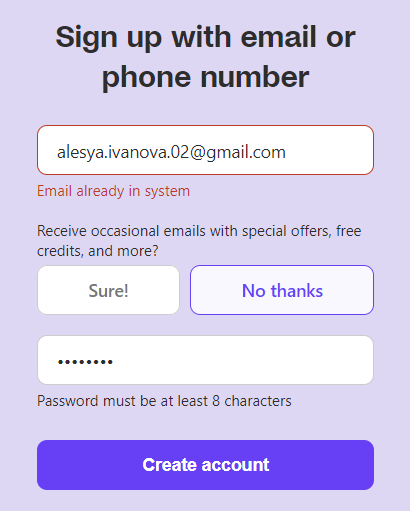 Sign up with email or
phone number
alesya.ivanova.02@gmail.com
Email already in system
Receive occasional emails with special offers, free
credits, and more?
Sure!
No thanks
••••••••
Password must be at least 8 characters
Create account